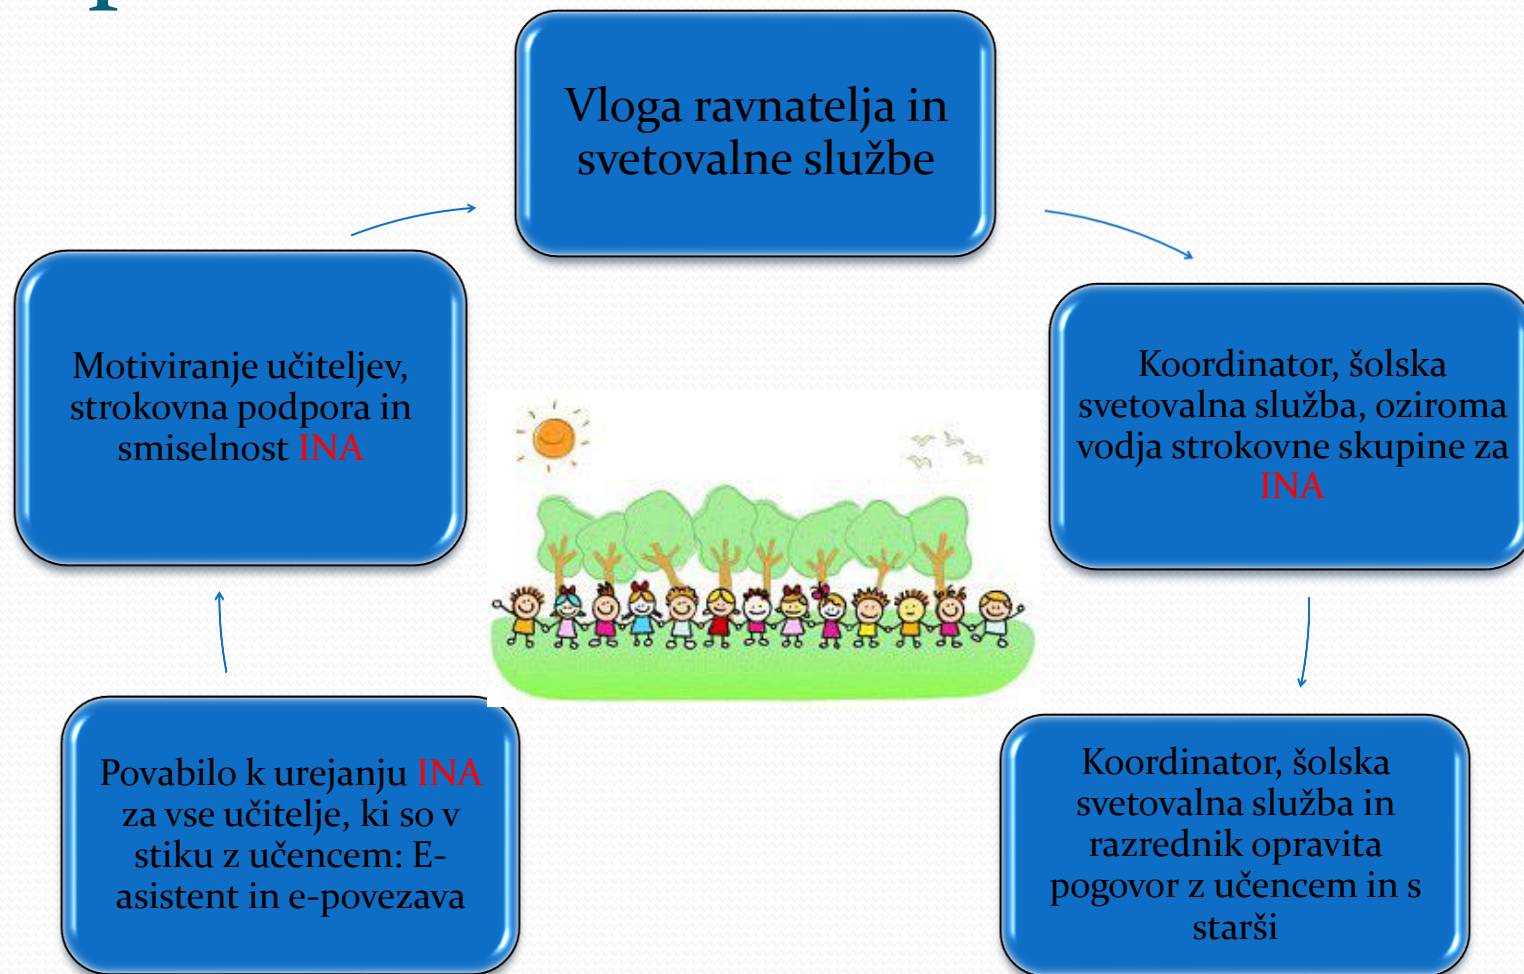 Vloga ravnatelja in
svetovalne službe
Koordinator, šolska
svetovalna služba, oziroma
vodja strokovne skupine za
INA
Koordinator, šolska
svetovalna služba in
razrednik opravita
pogovor z učencem in s
starši
Povabilo k urejanju INA
za vse učitelje, ki so v
stiku z učencem: E-
asistent in e-povezava
Motiviranje učiteljev,
strokovna podpora in
smiselnost INA